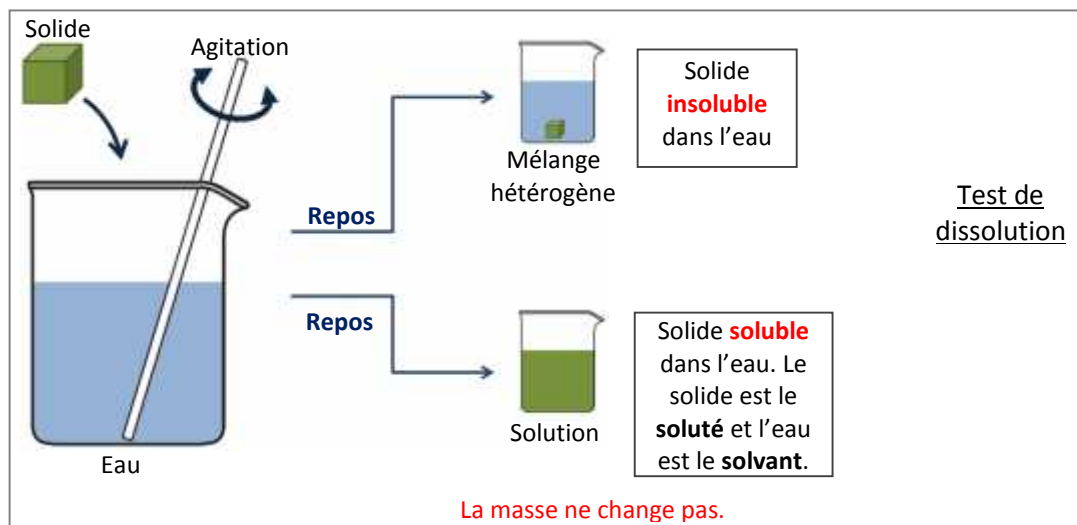 Solide
Agitation
Eau
Repos
Repos
Mélange
hétérogène
Solide
insoluble
dans l’eau
Solution
Solide soluble
dans l’eau. Le
solide est le
soluté et l’eau
est le solvant.
Test de
dissolution
La masse ne change pas.